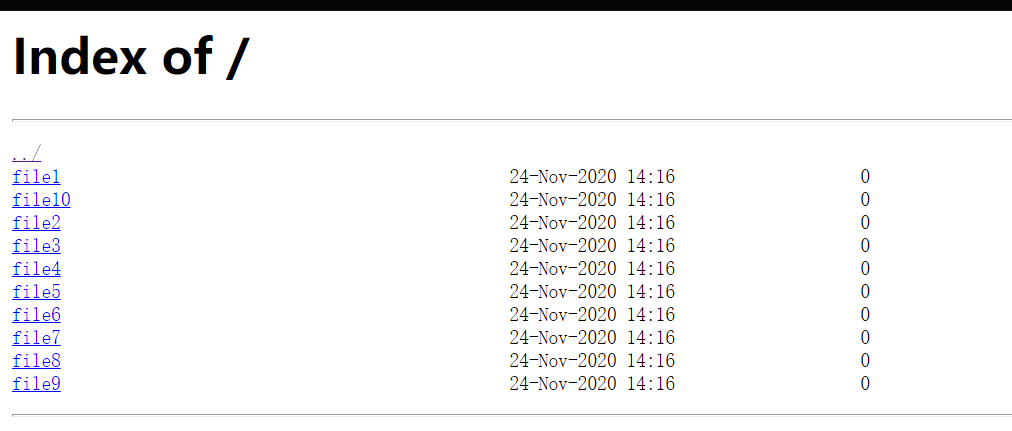 Index of /
../
file1 24-Nov-2020 14:16 0
file10 24-Nov-2020 14:16 0
file2 24-Nov-2020 14:16 0
file3 24-Nov-2020 14:16 0
file4 24-Nov-2020 14:16 0
file5 24-Nov-2020 14:16 0
file6 24-Nov-2020 14:16 0
file7 24-Nov-2020 14:16 0
file8 24-Nov-2020 14:16 0
file9 24-Nov-2020 14:16 0